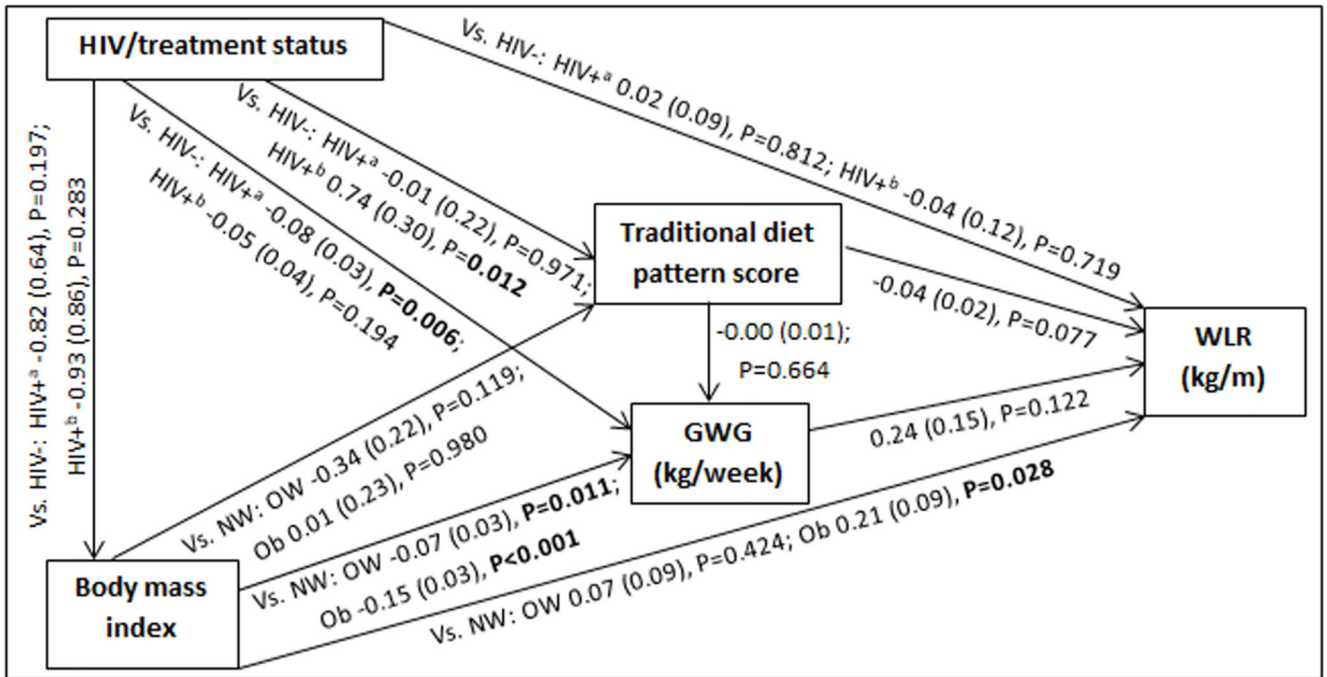 HIV/treatment status
Vs. HIV-: HIV+ᵃ 0.02 (0.09), P=0.812; HIV+ᵇ -0.04 (0.12), P=0.719
Vs. HIV-: HIV+ᵃ -0.01 (0.22), P=0.971;
HIV+ᵇ 0.74 (0.30), P=0.012
Vs. HIV-: HIV+ᵃ -0.08 (0.03), P=0.006;
HIV+ᵇ -0.05 (0.04), P=0.194
Vs. HIV-: HIV+ᵃ -0.82 (0.64), P=0.197;
HIV+ᵇ -0.93 (0.86), P=0.283
Traditional diet
pattern score
-0.04 (0.02), P=0.077
WLR
(kg/m)
-0.00 (0.01);
P=0.664
GWG
(kg/week)
0.24 (0.15), P=0.122
Vs. NW: OW -0.34 (0.22), P=0.119;
Ob 0.01 (0.23), P=0.980
Vs. NW: OW -0.07 (0.03), P=0.011;
Ob -0.15 (0.03), P<0.001
Vs. NW: OW 0.07 (0.09), P=0.424; Ob 0.21 (0.09), P=0.028
Body mass
index